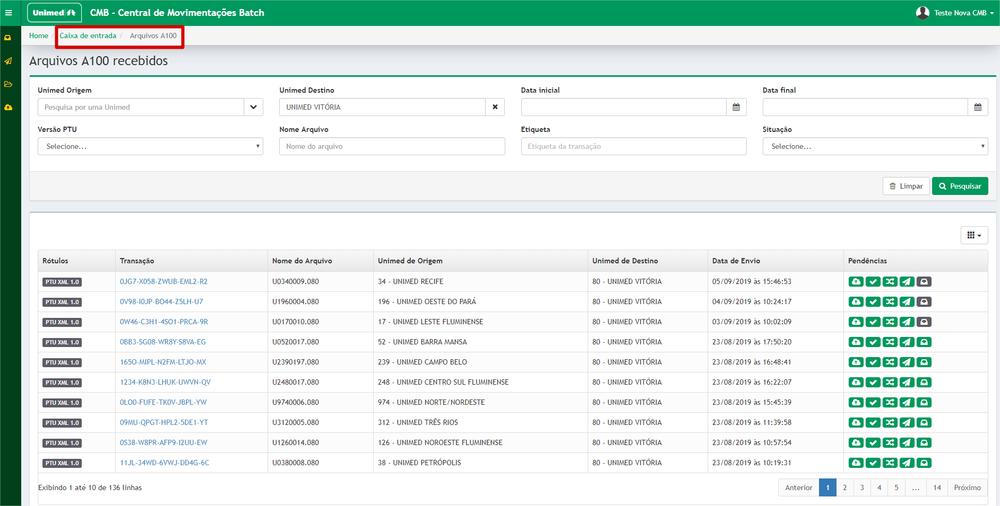 Unimed CMB - Central de Movimentações Batch Teste Nova CMB
Home / Caixa de entrada / Arquivos A100
Arquivos A100 recebidos
Unimed Origem Unimed Destino Data inicial Data final
Pesquisa por uma Unimed UNIMED VITÓRIA
Versão PTU Nome Arquivo Etiqueta Situação
Selecione... Nome do arquivo Etiqueta da transação Selecione...
Limpar Pesquisar
Rótulos Transação Nome do Arquivo Unimed de Origem Unimed de Destino Data de Envio Pendências
PTU XML 1.0 0JG7-X058-ZWUB-EML2-R2 U0340009.080 34 - UNIMED RECIFE 80 - UNIMED VITÓRIA 05/09/2019 às 15:46:53
PTU XML 1.0 0V98-I0JP-BO44-Z5LH-U7 U1960004.080 196 - UNIMED OESTE DO PARÁ 80 - UNIMED VITÓRIA 04/09/2019 às 10:24:17
PTU XML 1.0 0W46-C3H1-4SO1-PRCA-9R U0170010.080 17 - UNIMED LESTE FLUMINENSE 80 - UNIMED VITÓRIA 03/09/2019 às 10:02:09
PTU XML 1.0 0BB3-SG08-WR8Y-S8VA-EG U0520017.080 52 - UNIMED BARRA MANSA 80 - UNIMED VITÓRIA 23/08/2019 às 17:50:20
PTU XML 1.0 165O-MIPL-N2FM-LTJO-MX U2390197.080 239 - UNIMED CAMPO BELO 80 - UNIMED VITÓRIA 23/08/2019 às 16:48:41
PTU XML 1.0 1234-K8N3-LHUK-UWVN-QV U2480017.080 248 - UNIMED CENTRO SUL FLUMINENSE 80 - UNIMED VITÓRIA 23/08/2019 às 16:22:07
PTU XML 1.0 0LO0-FUFE-TK0V-JBPL-YW U9740006.080 974 - UNIMED NORTE/NORDESTE 80 - UNIMED VITÓRIA 23/08/2019 às 15:45:39
PTU XML 1.0 09MU-QPGT-HPL2-5DE1-YT U3120005.080 312 - UNIMED TRÊS RIOS 80 - UNIMED VITÓRIA 23/08/2019 às 11:39:58
PTU XML 1.0 0S38-W8PR-AFP9-I2UU-EW U1260014.080 126 - UNIMED NOROESTE FLUMINENSE 80 - UNIMED VITÓRIA 23/08/2019 às 10:57:54
PTU XML 1.0 11JL-34WD-6VWJ-DD4G-6C U0380008.080 38 - UNIMED PETRÓPOLIS 80 - UNIMED VITÓRIA 23/08/2019 às 10:19:31
Exibindo 1 até 10 de 136 linhas Anterior 1 2 3 4 5 ... 14 Próximo